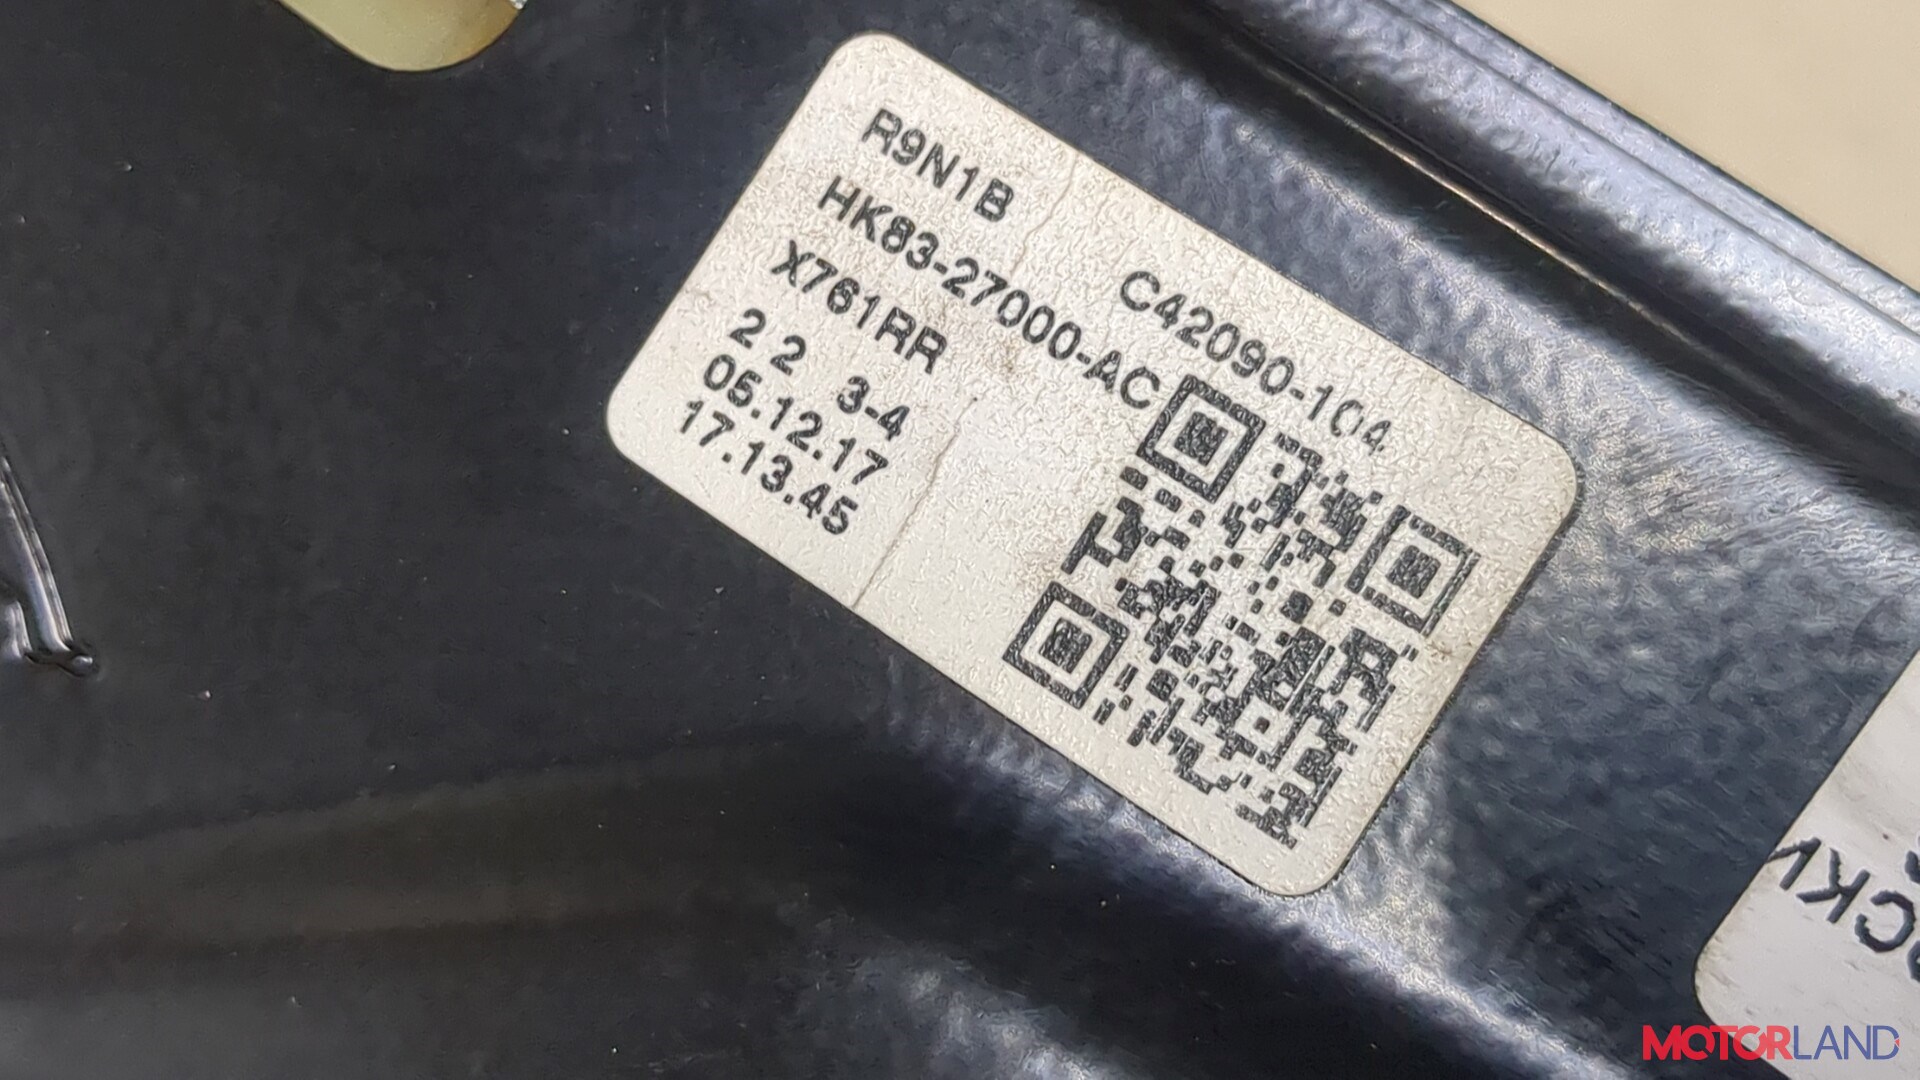 R9N1B
C42090-104
HK83-27000-AC
X761RR
2 2 3-4
05.12.17
17.13.45
MOTORLAND